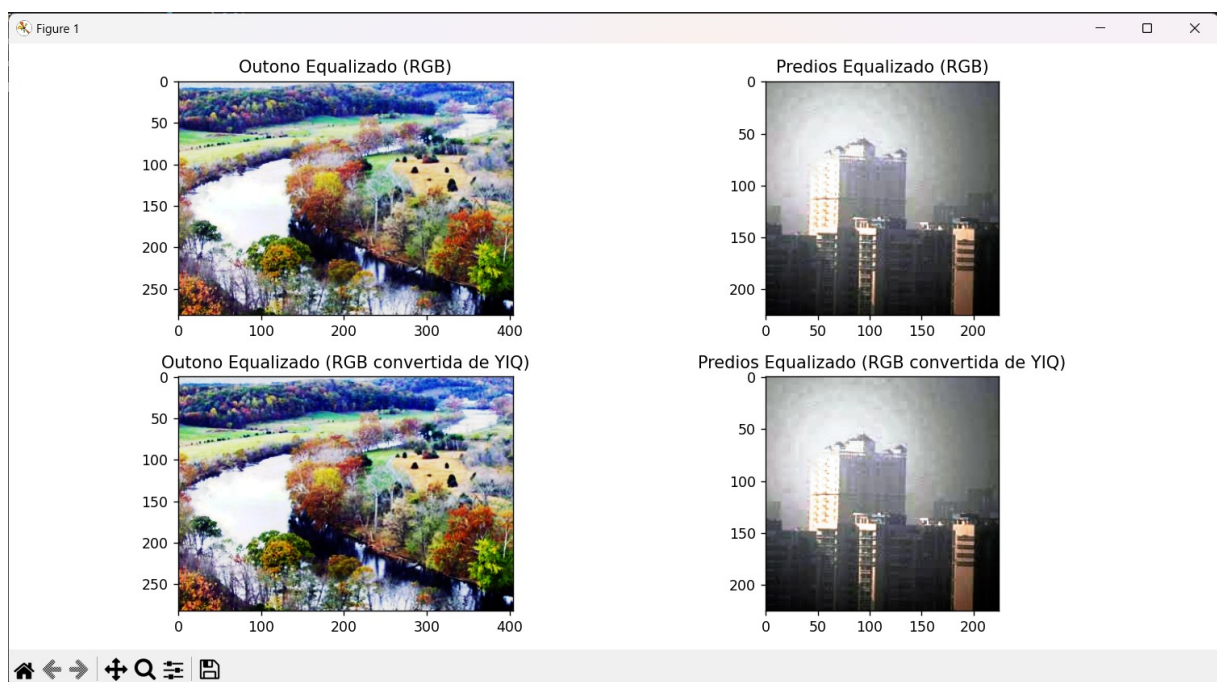 Figure 1
Outono Equalizado (RGB)
0
50
100
150
200
250
0 100 200 300 400
Predios Equalizado (RGB)
0
50
100
150
200
0 50 100 150 200
Outono Equalizado (RGB convertida de YIQ)
0
50
100
150
200
250
0 100 200 300 400
Predios Equalizado (RGB convertida de YIQ)
0
50
100
150
200
0 50 100 150 200